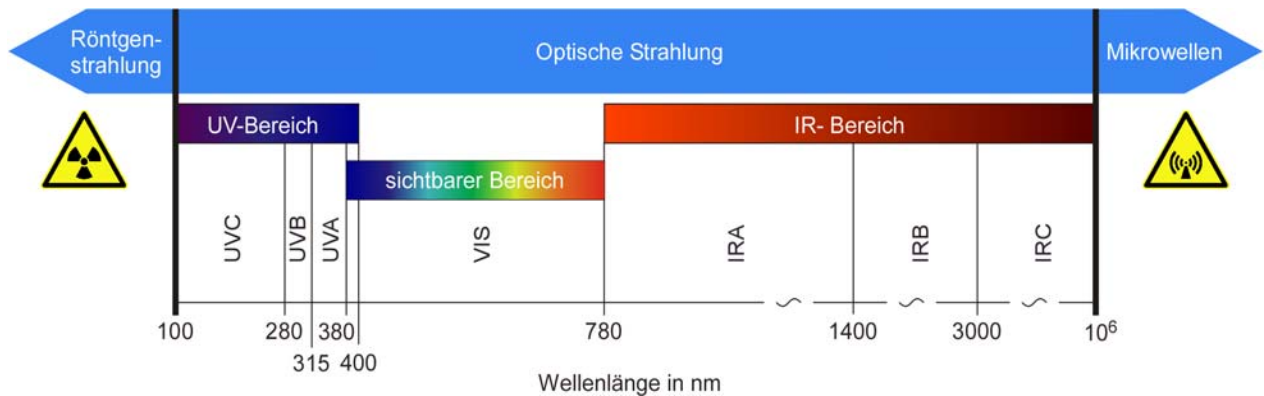 Röntgen-
strahlung
Optische Strahlung
Mikrowellen
UV-Bereich
IR- Bereich
sichtbarer Bereich
UVC
UVB
UVA
VIS
IRA
IRB
IRC
100
280
380
780
1400
3000
10⁶
315
400
Wellenlänge in nm